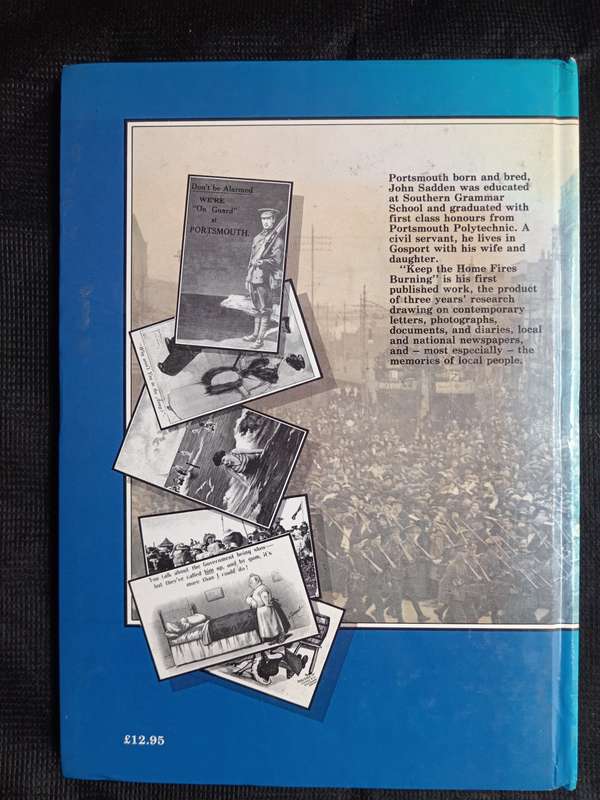 Portsmouth born and bred,
John Sadden was educated
at Southern Grammar
School and graduated with
first class honours from
Portsmouth Polytechnic. A
civil servant, he lives in
Gosport with his wife and
daughter.
"Keep the Home Fires
Burning" is his first
published work, the product
of three years' research
drawing on contemporary
letters, photographs,
documents, and diaries, local
and national newspapers,
and – most especially – the
memories of local people.
Don't be Alarmed
WE'RE
"On Guard"
at
PORTSMOUTH.
You talk about the Government being slow—
but they've called him up, and by gum, it's
more than I could do!
£12.95